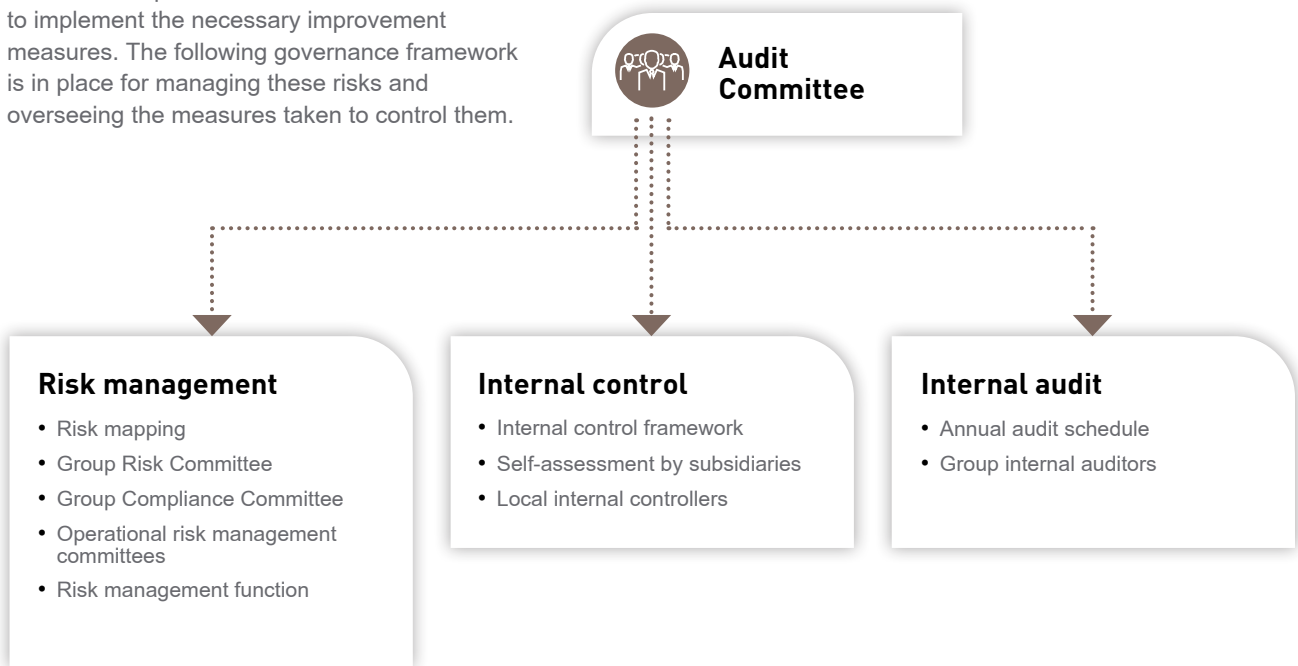 to implement the necessary improvement
measures. The following governance framework
is in place for managing these risks and
overseeing the measures taken to control them.
Audit
Committee
Risk management
• Risk mapping
• Group Risk Committee
• Group Compliance Committee
• Operational risk management
committees
• Risk management function
Internal control
• Internal control framework
• Self-assessment by subsidiaries
• Local internal controllers
Internal audit
• Annual audit schedule
• Group internal auditors